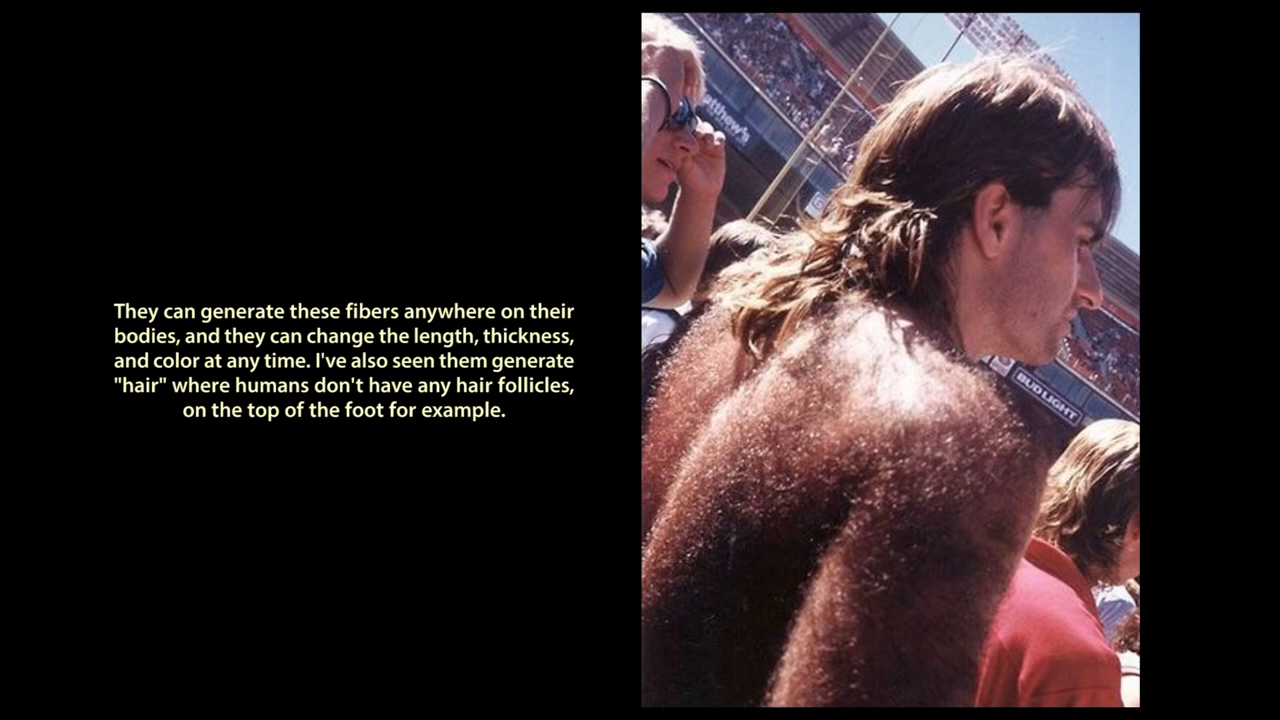 They can generate these fibers anywhere on their
bodies, and they can change the length, thickness,
and color at any time. I've also seen them generate
"hair" where humans don't have any hair follicles,
on the top of the foot for example.
atthew's
BUD LIGHT